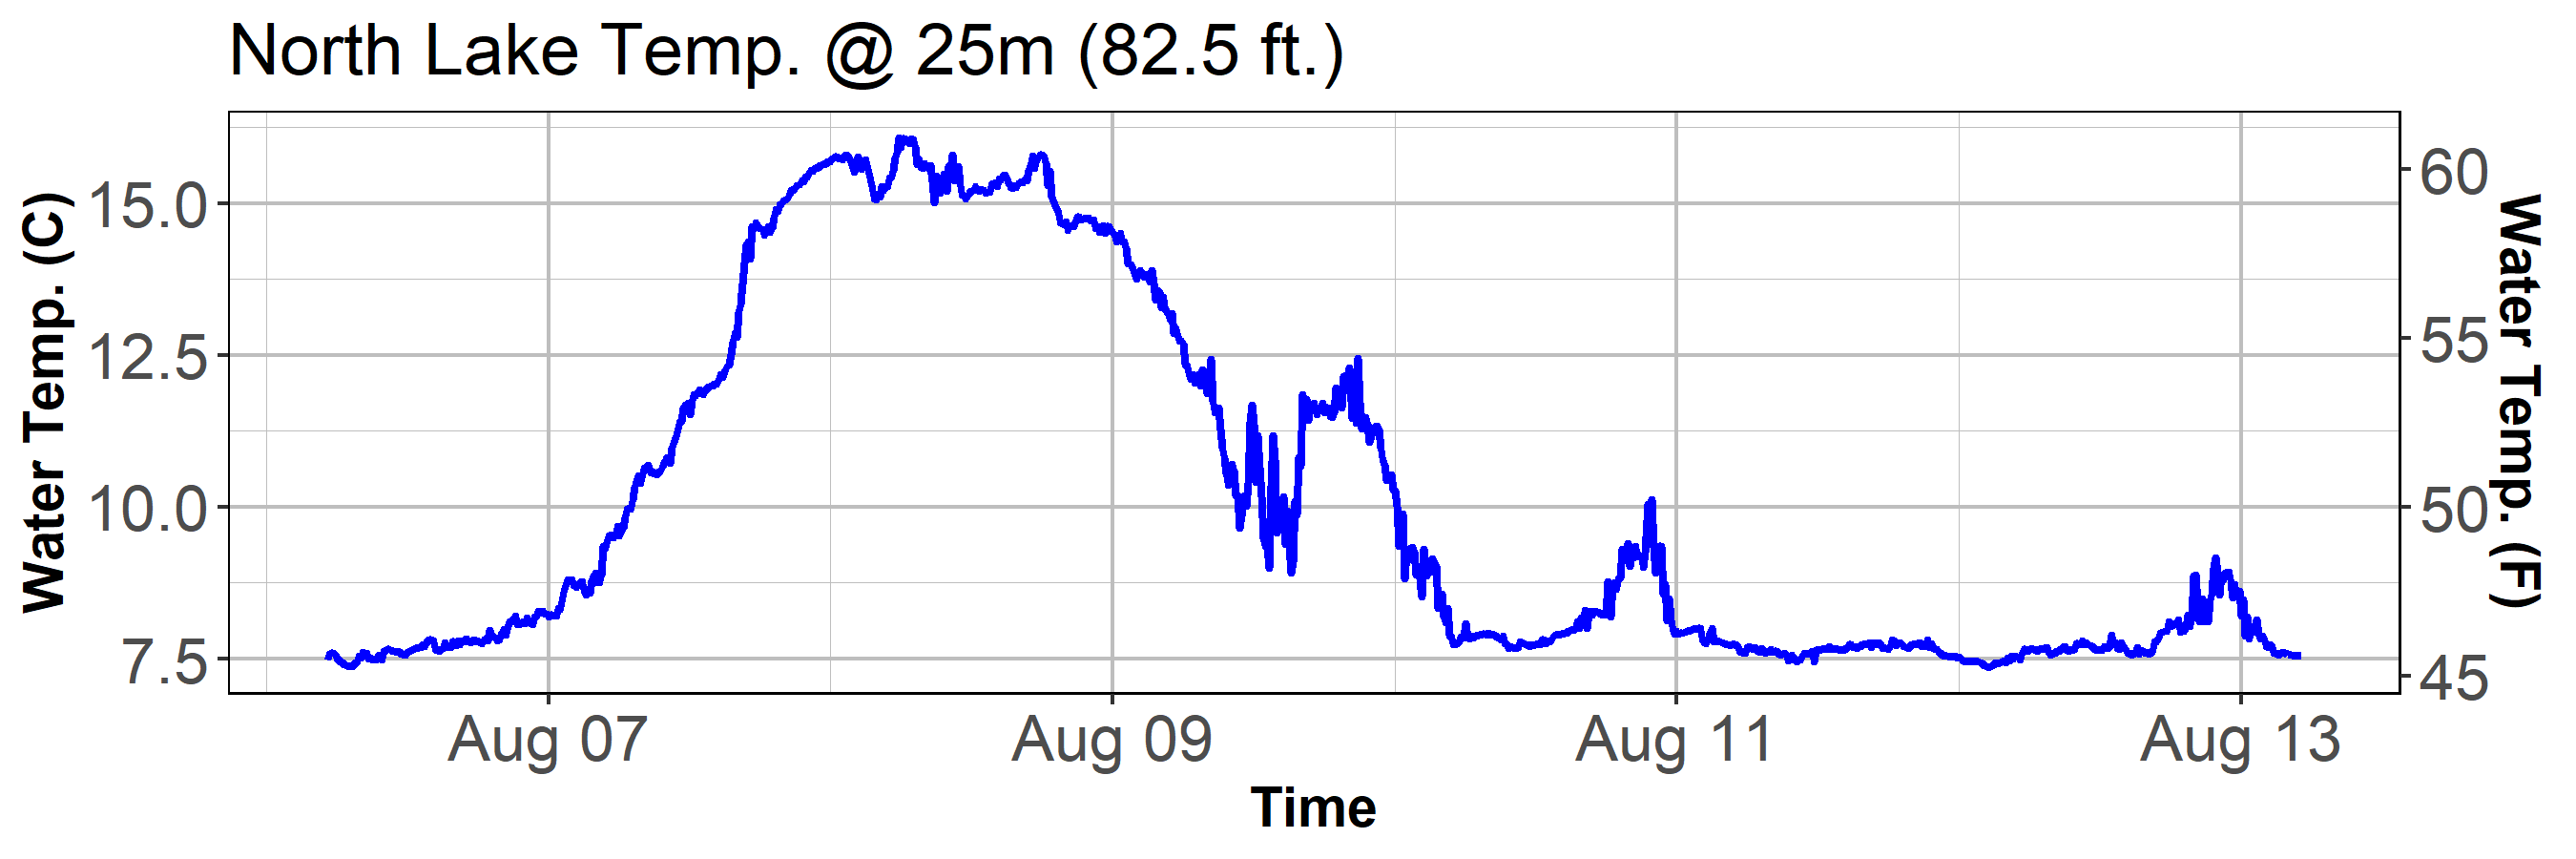 North Lake Temp. @ 25m (82.5 ft.)
Water Temp. (C)
15.0
12.5
10.0
7.5
60
55
50
45
Water Temp. (F)
Aug 07 Aug 09 Aug 11 Aug 13
Time